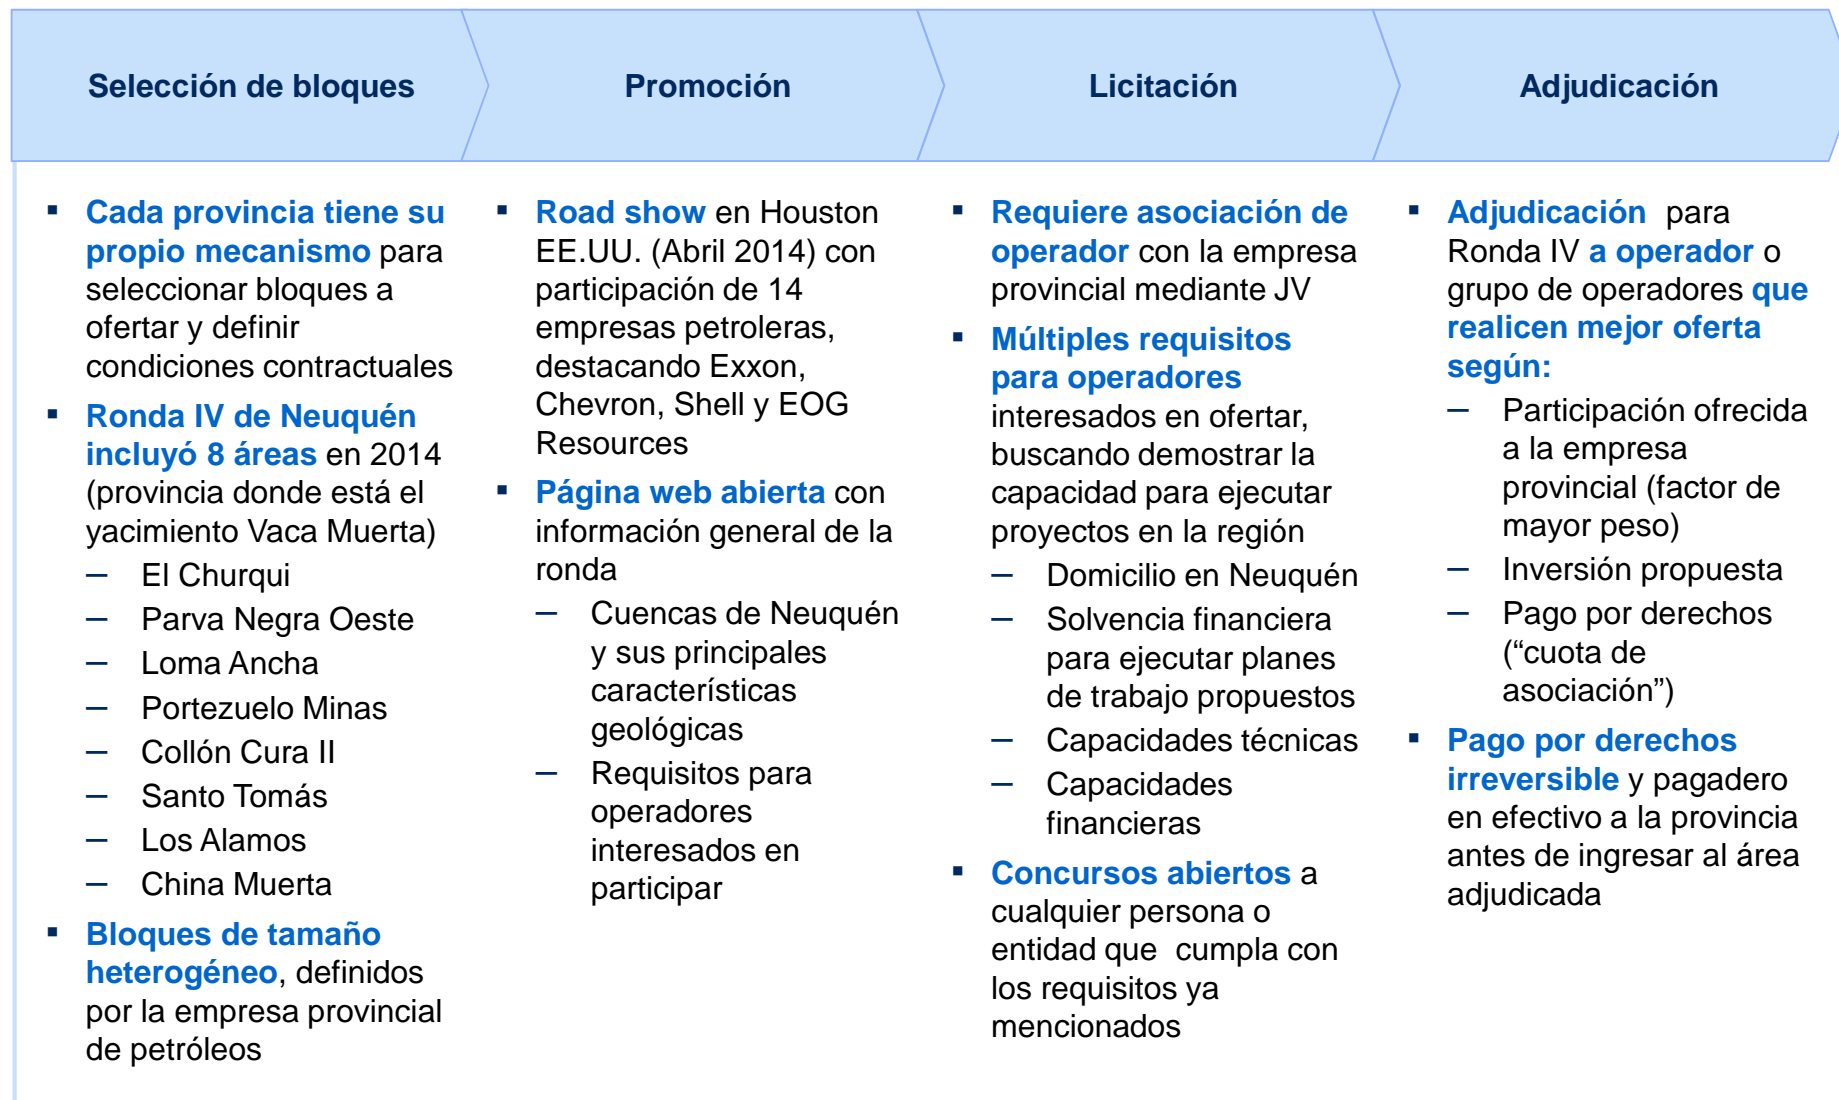 Selección de bloques
Promoción
Licitación
Adjudicación
▪ Cada provincia tiene su
propio mecanismo para
seleccionar bloques a
ofertar y definir
condiciones contractuales
▪ Ronda IV de Neuquén
incluyó 8 áreas en 2014
(provincia donde está el
yacimiento Vaca Muerta)
– El Churqui
– Parva Negra Oeste
– Loma Ancha
– Portezuelo Minas
– Collón Cura II
– Santo Tomás
– Los Alamos
– China Muerta
▪ Bloques de tamaño
heterogéneo, definidos
por la empresa provincial
de petróleos
▪ Road show en Houston
EE.UU. (Abril 2014) con
participación de 14
empresas petroleras,
destacando Exxon,
Chevron, Shell y EOG
Resources
▪ Página web abierta con
información general de la
ronda
– Cuencas de Neuquén
y sus principales
características
geológicas
– Requisitos para
operadores
interesados en
participar
▪ Requiere asociación de
operador con la empresa
provincial mediante JV
▪ Múltiples requisitos
para operadores
interesados en ofertar,
buscando demostrar la
capacidad para ejecutar
proyectos en la región
– Domicilio en Neuquén
– Solvencia financiera
para ejecutar planes
de trabajo propuestos
– Capacidades técnicas
– Capacidades
financieras
▪ Concursos abiertos a
cualquier persona o
entidad que cumpla con
los requisitos ya
mencionados
▪ Adjudicación para
Ronda IV a operador o
grupo de operadores que
realicen mejor oferta
según:
– Participación ofrecida
a la empresa
provincial (factor de
mayor peso)
– Inversión propuesta
– Pago por derechos
(“cuota de
asociación”)
▪ Pago por derechos
irreversible y pagadero
en efectivo a la provincia
antes de ingresar al área
adjudicada